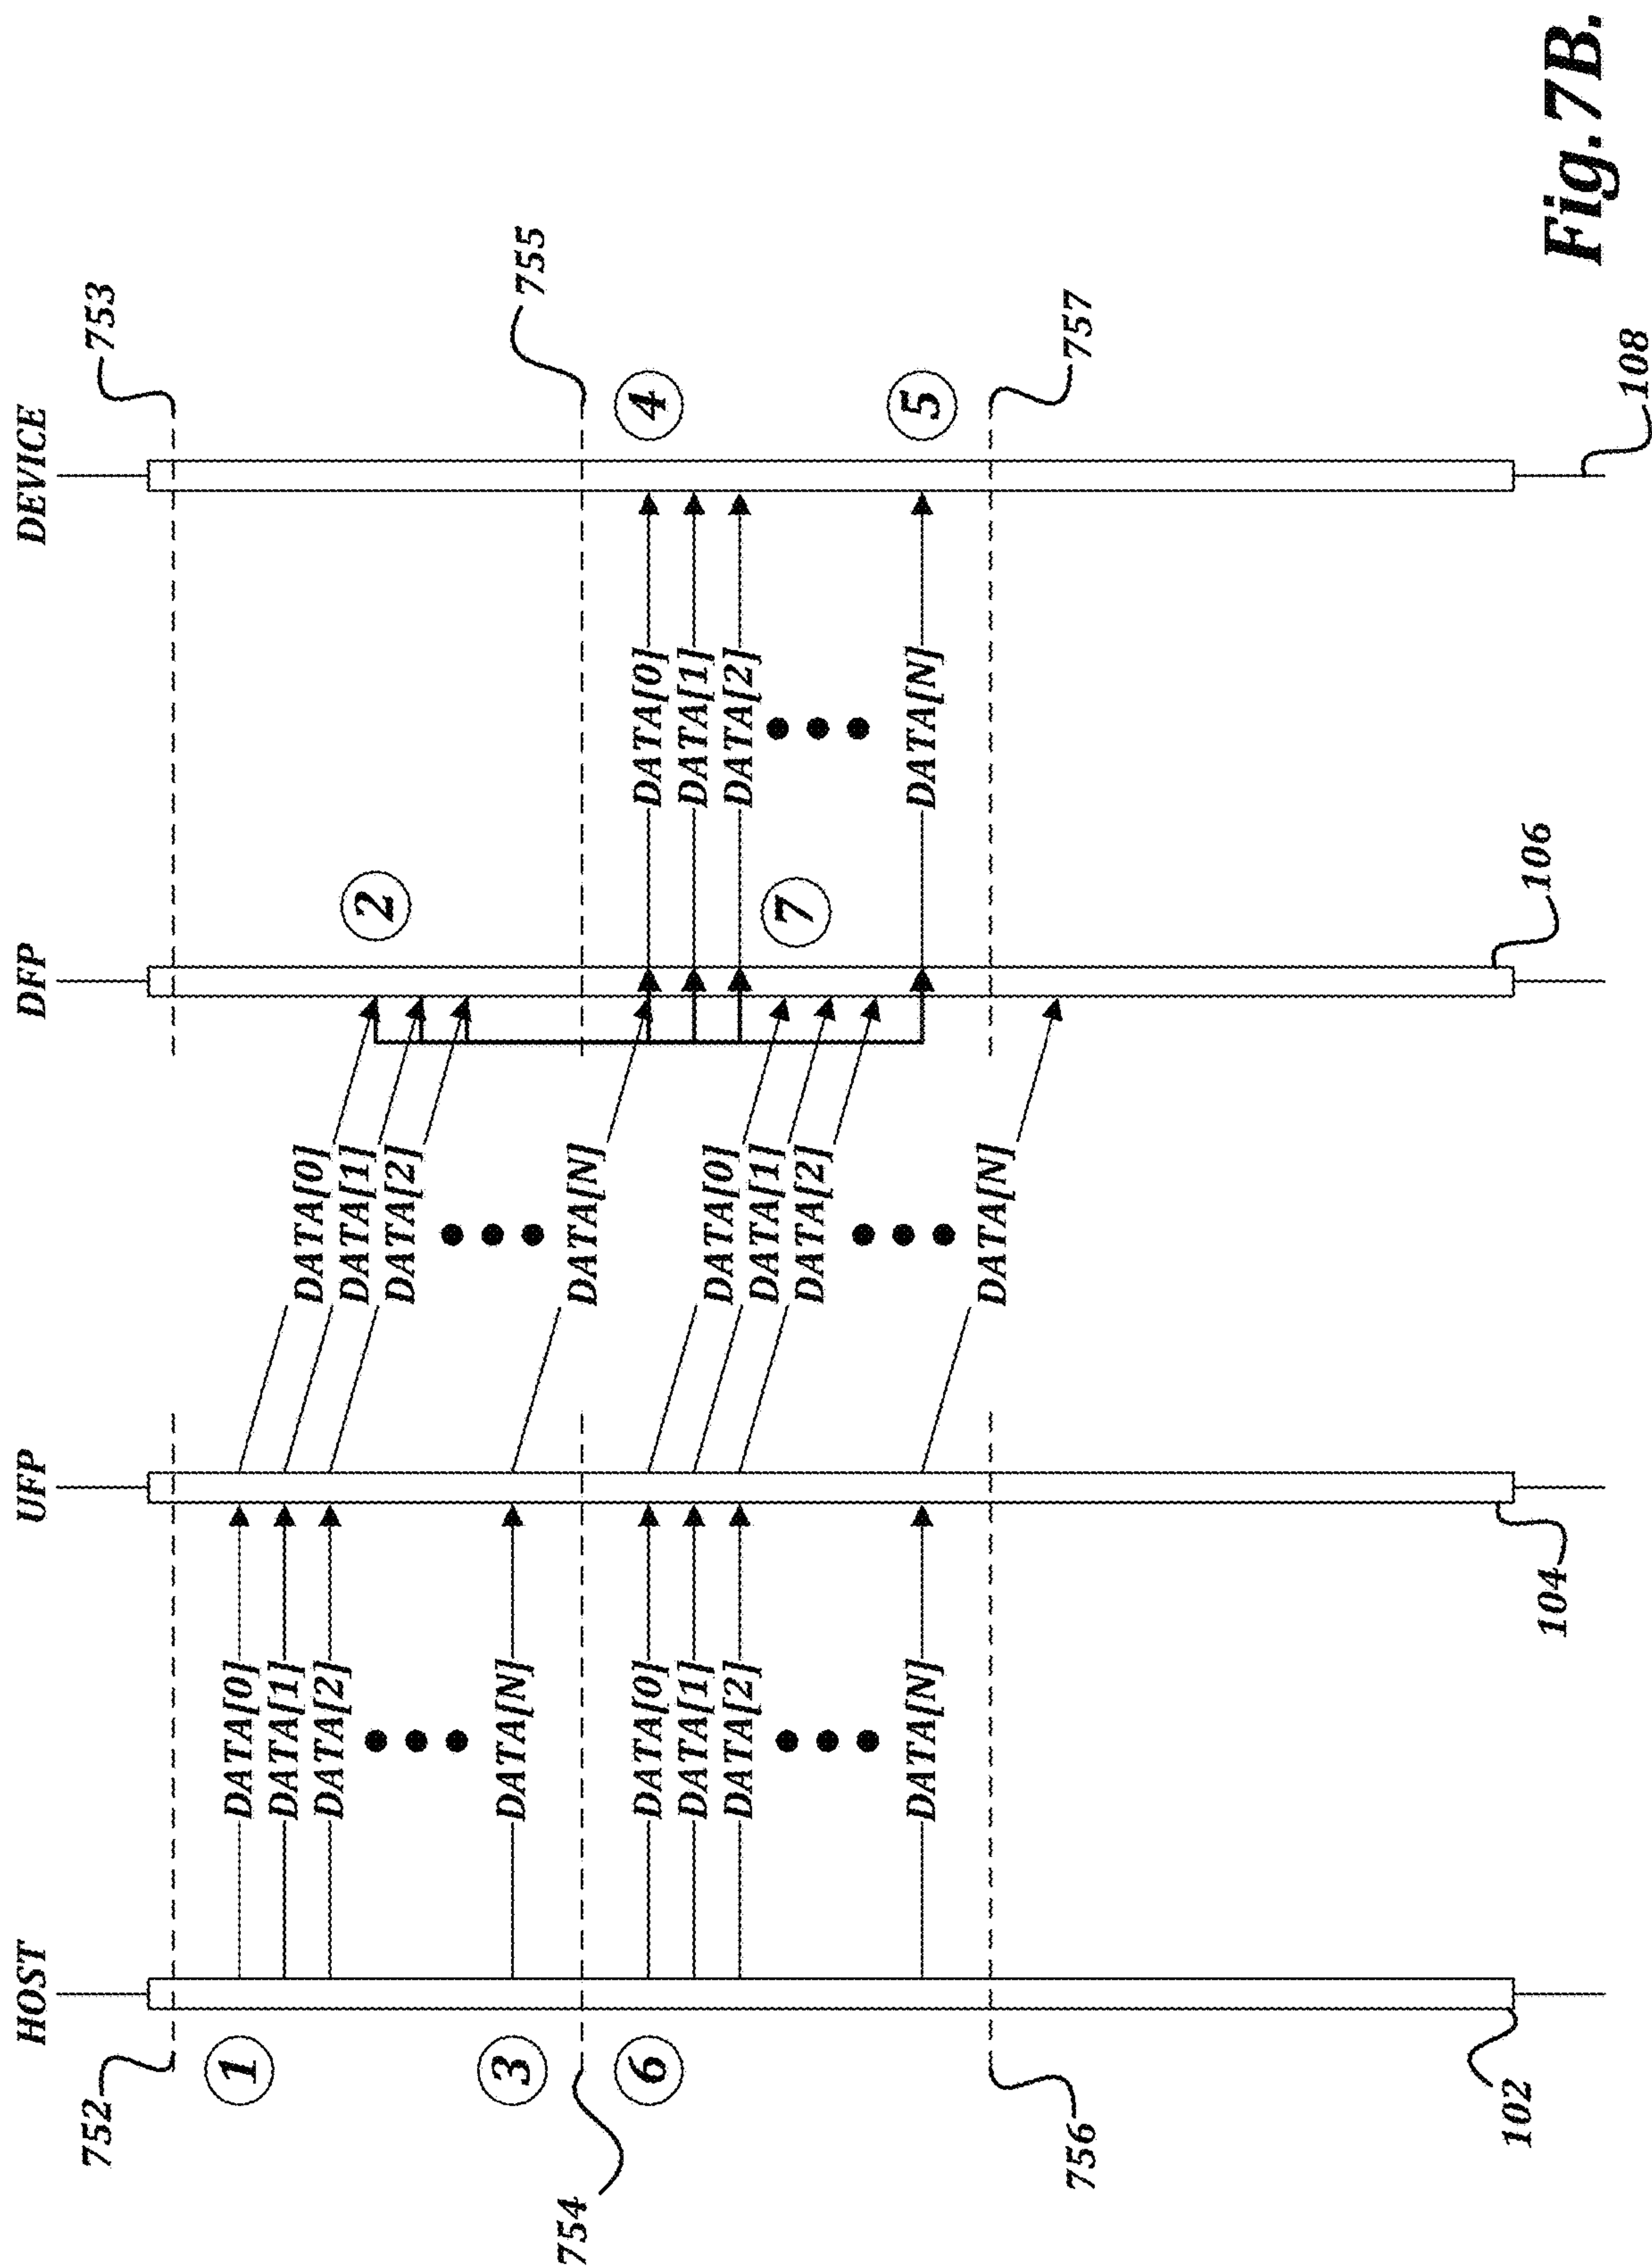 HOST UFP DFP DEVICE
752 753
1
DATA[0]
DATA[1]
DATA[2]
DATA[N]
3
DATA[0]
DATA[1]
DATA[2]
DATA[N]
2
754 755
6
DATA[0]
DATA[1]
DATA[2]
DATA[N]
DATA[0]
DATA[1]
DATA[2]
DATA[N]
7
DATA[0]
DATA[1]
DATA[2]
DATA[N]
4
5
756 757
102 104 106 108
Fig.7B.